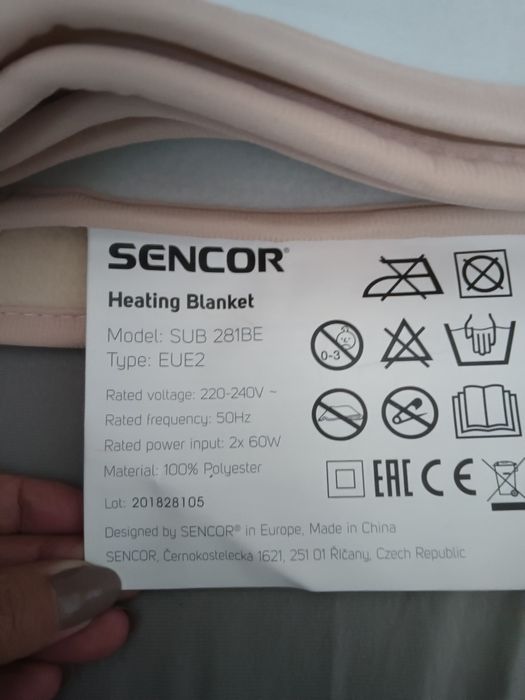 SENCOR®
Heating Blanket
Model: SUB 281BE
Type: EUE2
0-3
Rated voltage: 220-240V ~
Rated frequency: 50Hz
Rated power input: 2x 60W
Material: 100% Polyester
EAC CE
Lot: 201828105
Designed by SENCOR® in Europe, Made in China
SENCOR, Černokostelecká 1621, 251 01 Říčany, Czech Republic